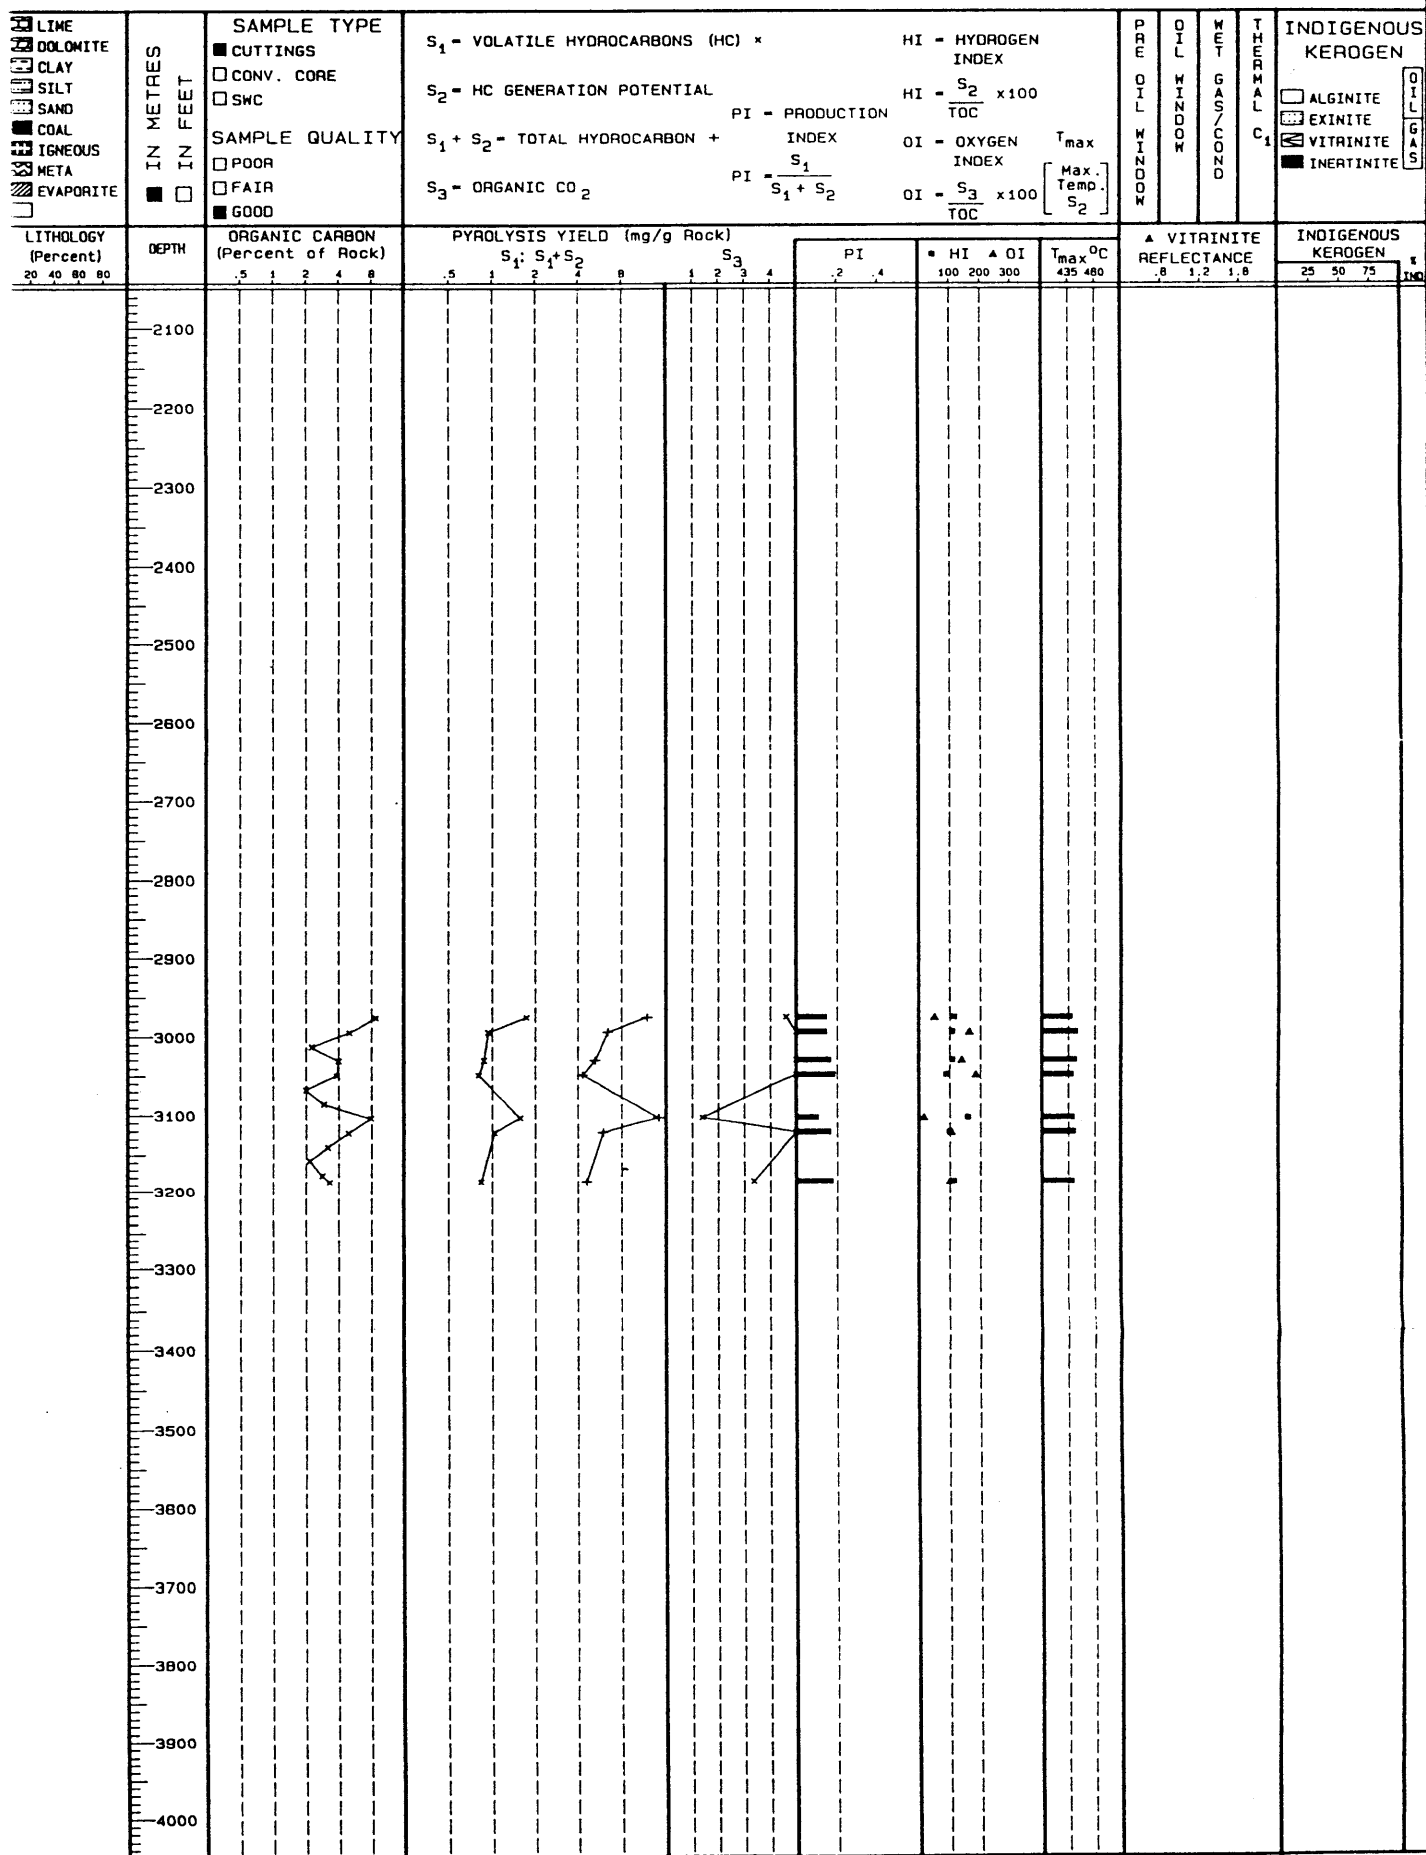 LIME
DOLOMITE
CLAY
SILT
SAND
COAL
IGNEOUS
META
EVAPORITE
IN METRES
IN FEET
SAMPLE TYPE
CUTTINGS
CONV. CORE
SWC
SAMPLE QUALITY
POOR
FAIR
GOOD
S1 = VOLATILE HYDROCARBONS (HC) ×
S2 = HC GENERATION POTENTIAL
S1 + S2 = TOTAL HYDROCARBON +
S3 = ORGANIC CO2
PI = PRODUCTION
INDEX
PI = S1
S1 + S2
HI = HYDROGEN
INDEX
HI = S2 x100
TOC
OI = OXYGEN
INDEX
OI = S3 x100
TOC
Tmax
Max.
Temp.
S2
PRE OIL WINDOW
OIL WINDOW
WET GAS/COND
THERMAL C1
INDIGENOUS
KEROGEN
ALGINITE
EXINITE
VITRINITE
INERTINITE
OIL
GAS
LITHOLOGY
(Percent)
20 40 60 80
DEPTH
ORGANIC CARBON
(Percent of Rock)
.5 1 2 4 8
PYROLYSIS YIELD (mg/g Rock)
S1: S1+S2
.5 1 2 4 8
S3
1 2 3 4
PI
.2 .4
■ HI ▲ OI
100 200 300
Tmax °C
435 460
▲ VITRINITE
REFLECTANCE
.8 1.2 1.6
INDIGENOUS
KEROGEN
25 50 75
% IND
2100
2200
2300
2400
2500
2600
2700
2800
2900
3000
3100
3200
3300
3400
3500
3600
3700
3800
3900
4000